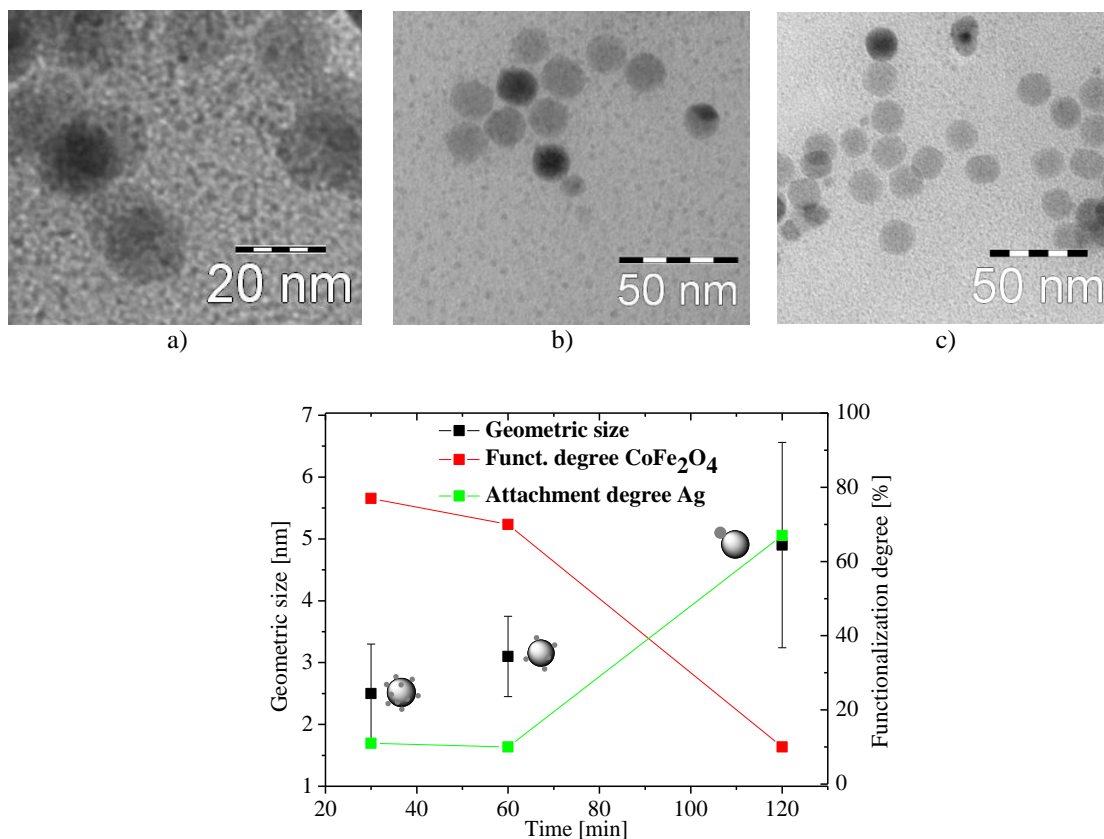 20 nm
50 nm
50 nm
a)
b)
c)
Geometric size
Funct. degree CoFe₂O₄
Attachment degree Ag
7
6
5
4
3
2
1
Geometric size [nm]
100
80
60
40
20
0
Functionalization degree [%]
20 40 60 80 100 120
Time [min]